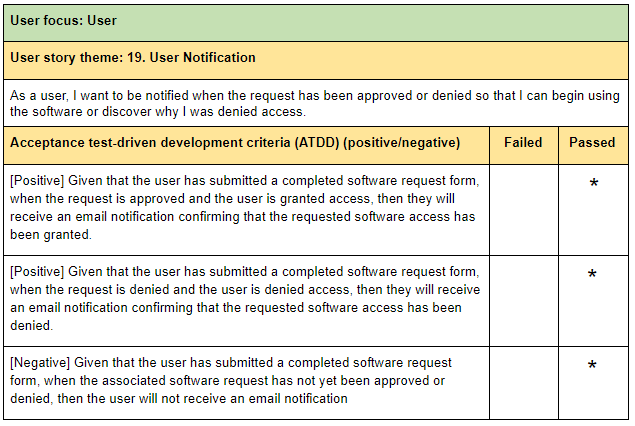 User focus: User
User story theme: 19. User Notification
As a user, I want to be notified when the request has been approved or denied so that I can begin using
the software or discover why I was denied access.
Acceptance test-driven development criteria (ATDD) (positive/negative) Failed Passed
[Positive] Given that the user has submitted a completed software request form,
when the request is approved and the user is granted access, then they will
receive an email notification confirming that the requested software access has
been granted.
*
[Positive] Given that the user has submitted a completed software request form,
when the request is denied and the user is denied access, then they will receive
an email notification confirming that the requested software access has been
denied.
*
[Negative] Given that the user has submitted a completed software request
form, when the associated software request has not yet been approved or
denied, then the user will not receive an email notification
*